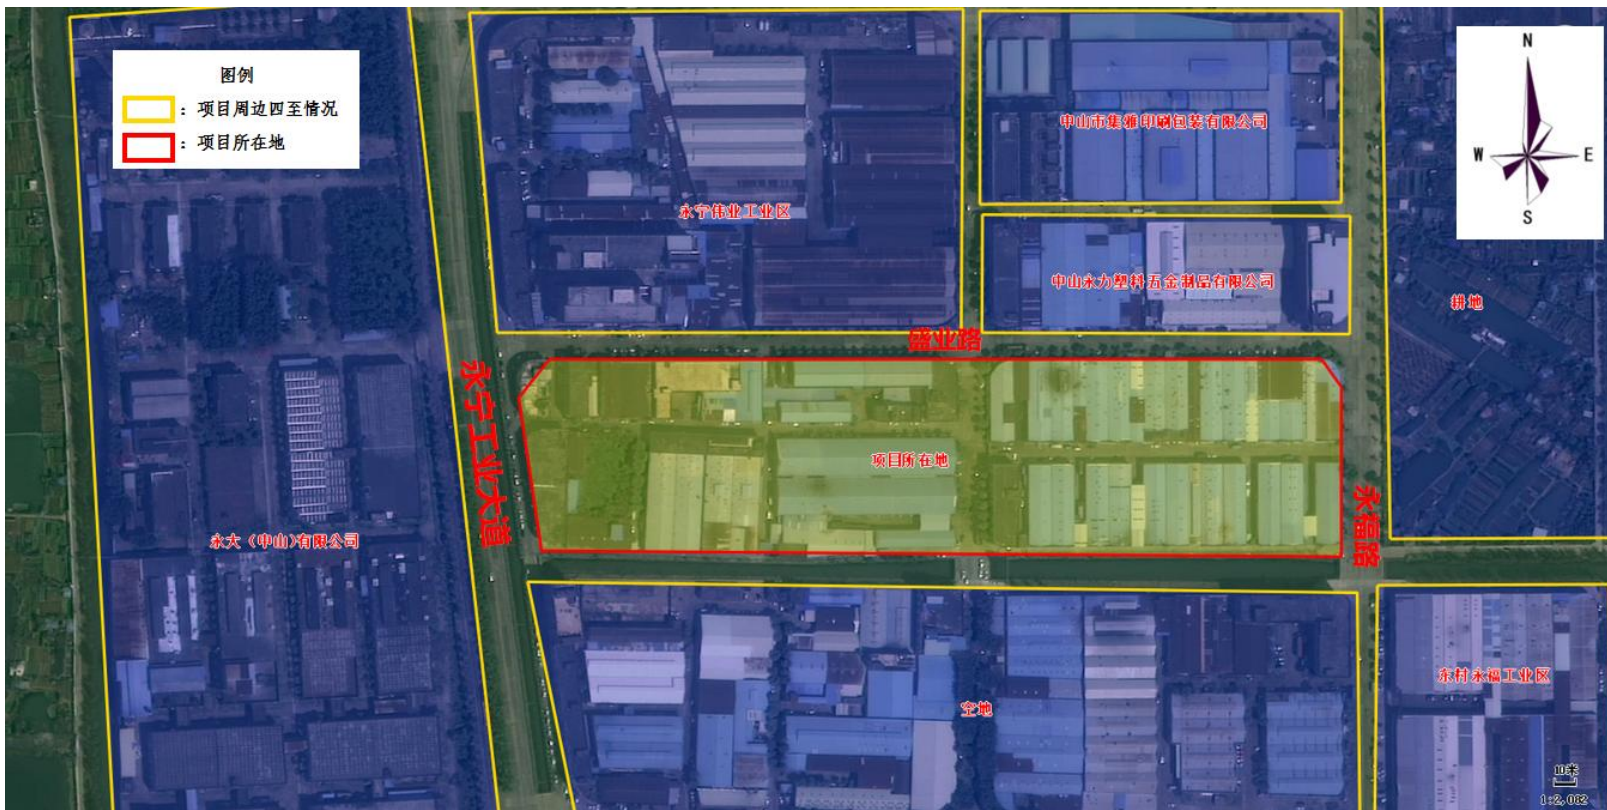 图例
：项目周边四至情况
：项目所在地
N
W
E
S
中山市集雅印刷包装有限公司
永宁伟业工业区
中山永力塑料五金制品有限公司
耕地
盛业路
永宁工业大道
项目所在地
永福路
永大（中山）有限公司
东村永福工业区
空地
10米
1:2,082